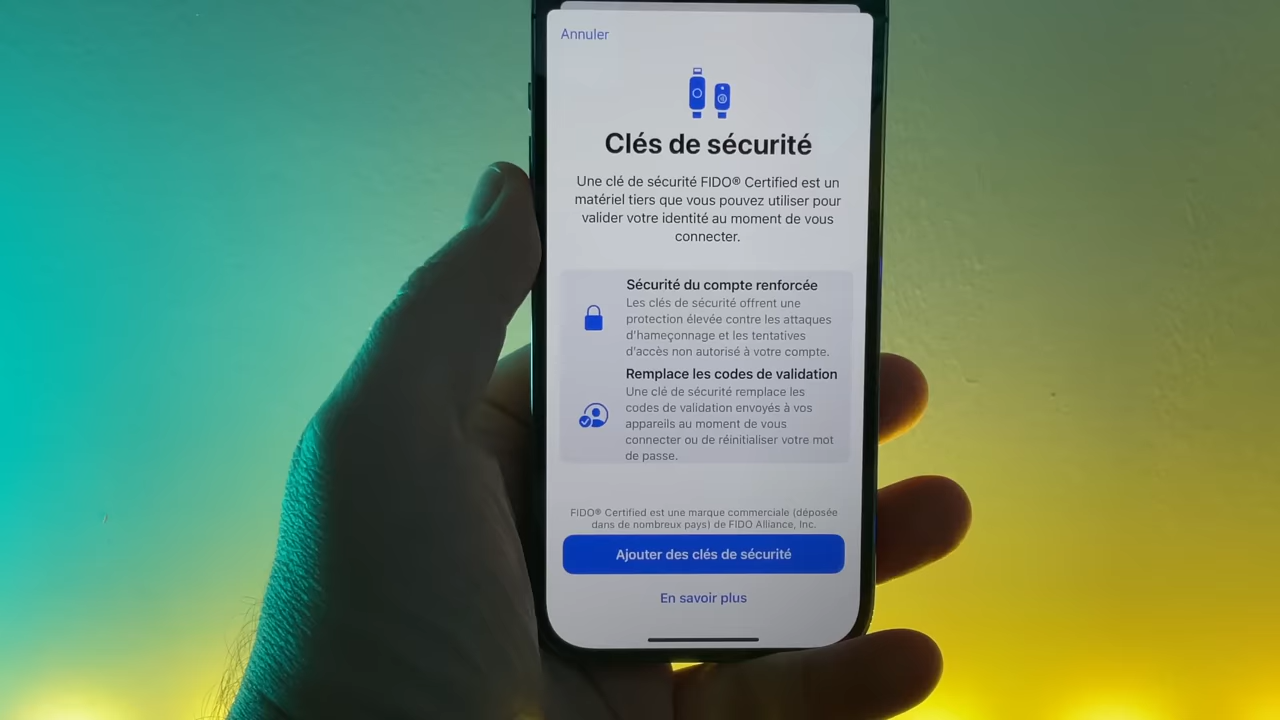 Annuler
Clés de sécurité
Une clé de sécurité FIDO® Certified est un
matériel tiers que vous pouvez utiliser pour
valider votre identité au moment de vous
connecter.
Sécurité du compte renforcée
Les clés de sécurité offrent une
protection élevée contre les attaques
d'hameçonnage et les tentatives
d'accès non autorisé à votre compte.
Remplace les codes de validation
Une clé de sécurité remplace les
codes de validation envoyés à vos
appareils au moment de vous
connecter ou de réinitialiser votre mot
de passe.
FIDO® Certified est une marque commerciale (déposée
dans de nombreux pays) de FIDO Alliance, Inc.
Ajouter des clés de sécurité
En savoir plus